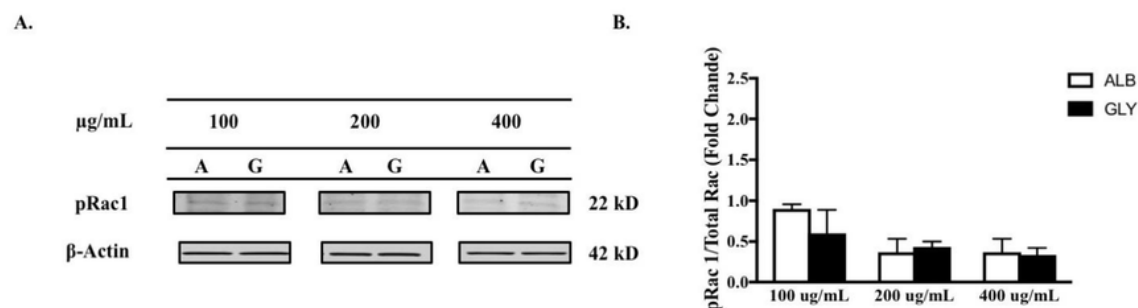 A.
µg/mL 100 200 400
A G A G A G
pRac1 22 kD
β-Actin 42 kD
B.
pRac 1/Total Rac (Fold Chande)
2.5
2.0
1.5
1.0
0.5
0.0
100 ug/mL 200 ug/mL 400 ug/mL
ALB
GLY